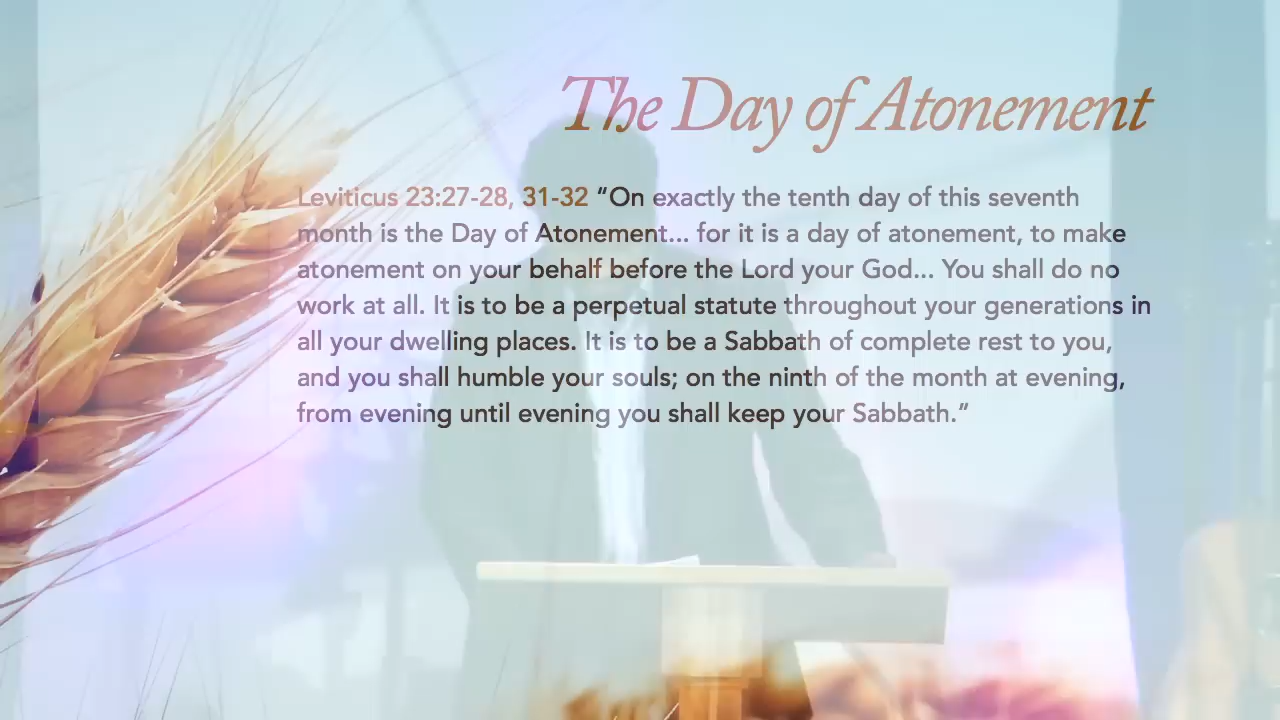 The Day of Atonement
Leviticus 23:27-28, 31-32 “On exactly the tenth day of this seventh
month is the Day of Atonement... for it is a day of atonement, to make
atonement on your behalf before the Lord your God... You shall do no
work at all. It is to be a perpetual statute throughout your generations in
all your dwelling places. It is to be a Sabbath of complete rest to you,
and you shall humble your souls; on the ninth of the month at evening,
from evening until evening you shall keep your Sabbath.”